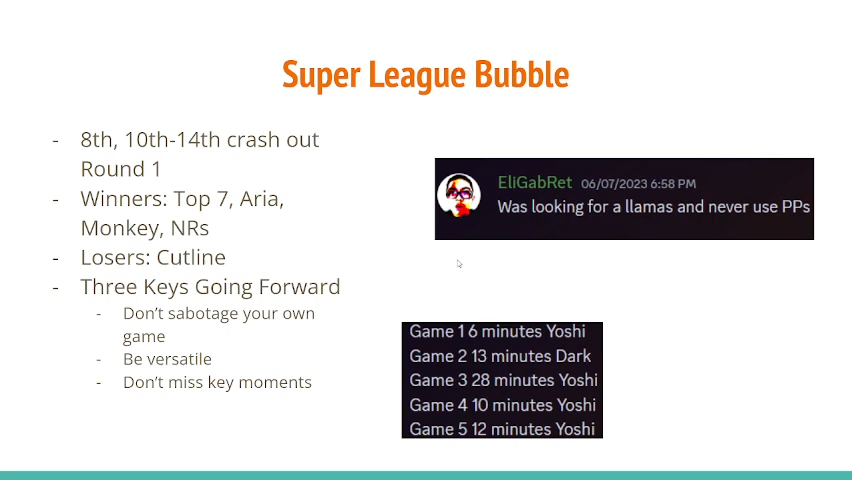 Super League Bubble
- 8th, 10th-14th crash out
Round 1
- Winners: Top 7, Aria,
Monkey, NRs
- Losers: Cutline
- Three Keys Going Forward
- Don't sabotage your own
game
- Be versatile
- Don't miss key moments
EliGabRet 06/07/2023 6:58 PM
Was looking for a llamas and never use PPs
Game 1 6 minutes Yoshi
Game 2 13 minutes Dark
Game 3 28 minutes Yoshi
Game 4 10 minutes Yoshi
Game 5 12 minutes Yoshi